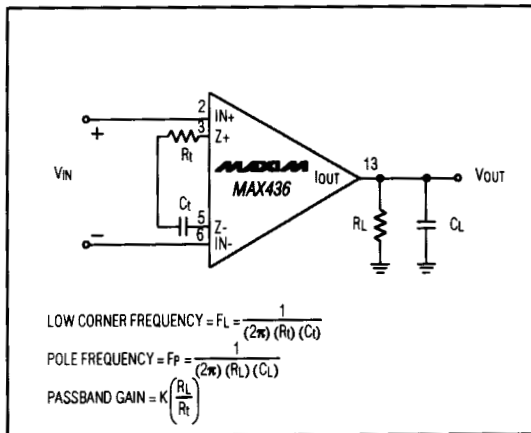 2
IN+
+
3
Z+
Rt
MAXIM
MAX436
IOUT
13
VOUT
VIN
Ct
5
Z-
RL
CL
−
6
IN-
LOW CORNER FREQUENCY = FL = 1 / (2π) (Rt) (Ct)
POLE FREQUENCY = FP = 1 / (2π) (RL) (CL)
PASSBAND GAIN = K(RL / Rt)